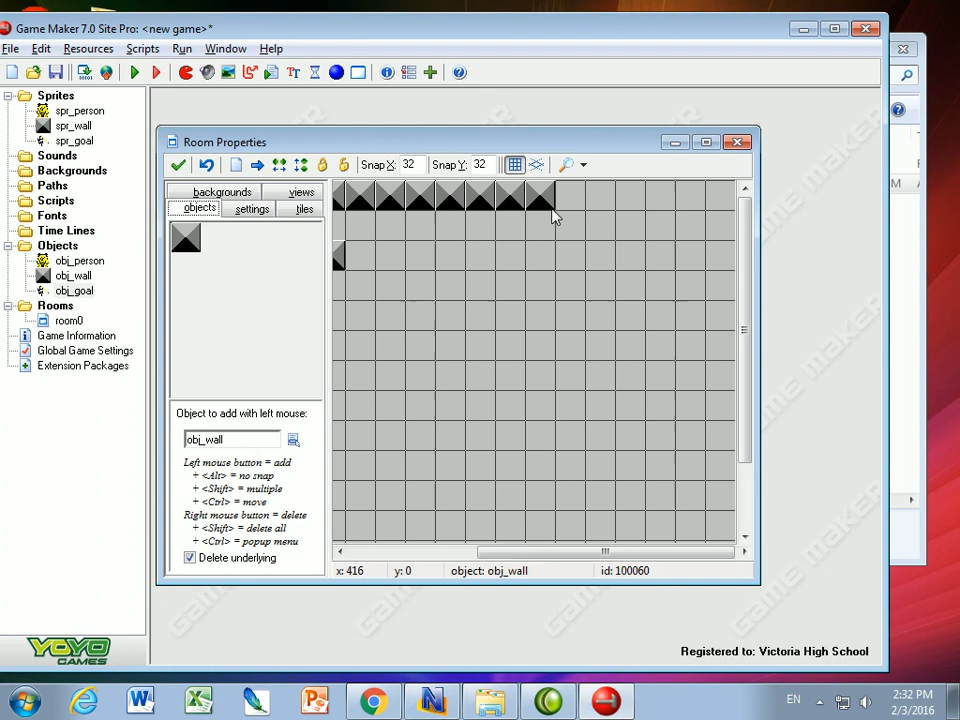 Game Maker 7.0 Site Pro: <new game>*
File Edit Resources Scripts Run Window Help
Sprites
spr_person
spr_wall
spr_goal
Sounds
Backgrounds
Paths
Scripts
Fonts
Time Lines
Objects
obj_person
obj_wall
obj_goal
Rooms
room0
Game Information
Global Game Settings
Extension Packages
Room Properties
Snap X: 32 Snap Y: 32
backgrounds views
objects settings tiles
Object to add with left mouse:
obj_wall
Left mouse button = add
+ <Alt> = no snap
+ <Shift> = multiple
+ <Ctrl> = move
Right mouse button = delete
+ <Shift> = delete all
+ <Ctrl> = popup menu
Delete underlying
x: 416 y: 0 object: obj_wall id: 100060
GAME MAKER
YOYO
GAMES
Registered to: Victoria High School
EN
2:32 PM
2/3/2016